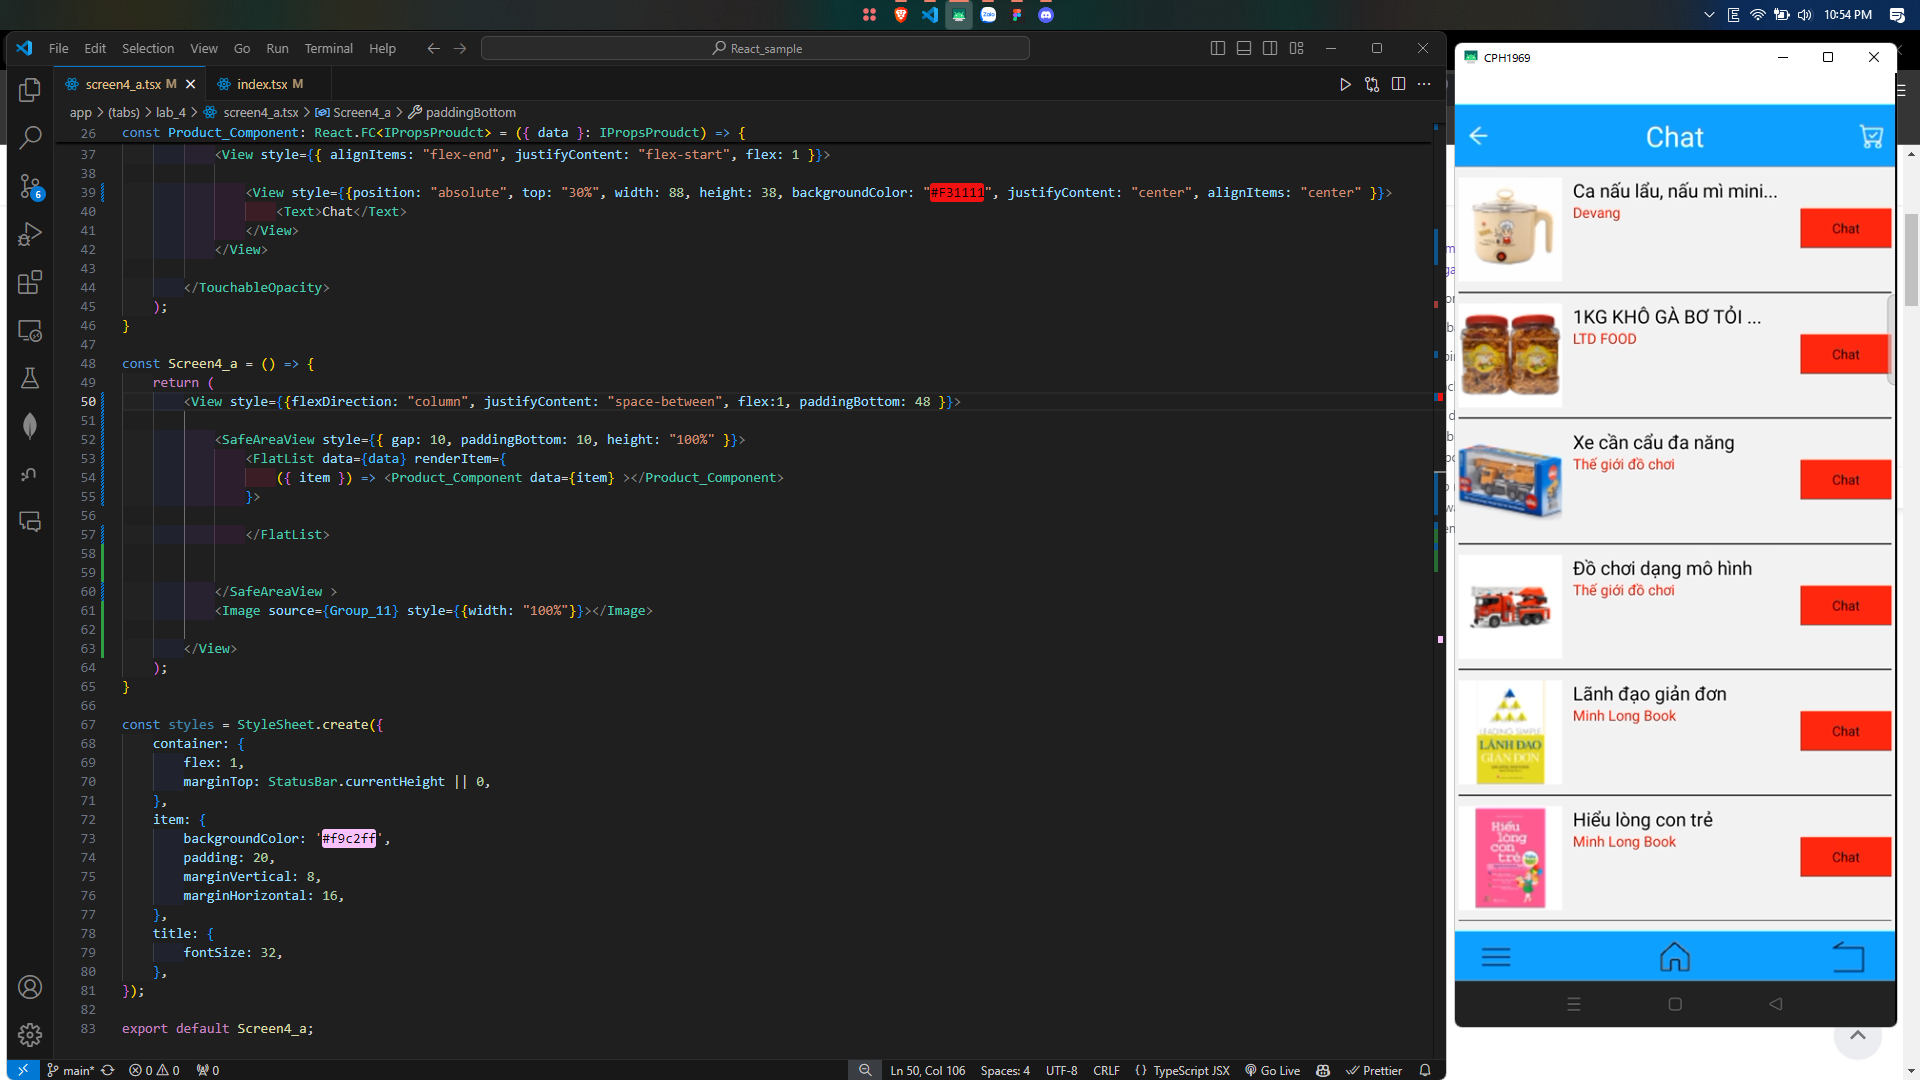 10:54 PM
File Edit Selection View Go Run Terminal Help
React_sample
screen4_a.tsx M
index.tsx M
app > (tabs) > lab_4 > screen4_a.tsx > Screen4_a > paddingBottom
26 const Product_Component: React.FC<IPropsProudct> = ({ data }: IPropsProudct) => {
37 <View style={{ alignItems: "flex-end", justifyContent: "flex-start", flex: 1 }}>
38
39 <View style={{position: "absolute", top: "30%", width: 88, height: 38, backgroundColor: "#F31111", justifyContent: "center", alignItems: "center" }}>
40 <Text>Chat</Text>
41 </View>
42 </View>
43
44 </TouchableOpacity>
45 );
46 }
47
48 const Screen4_a = () => {
49 return (
50 <View style={{flexDirection: "column", justifyContent: "space-between", flex:1, paddingBottom: 48 }}>
51
52 <SafeAreaView style={{ gap: 10, paddingBottom: 10, height: "100%" }}>
53 <FlatList data={data} renderItem={
54 ({ item }) => <Product_Component data={item} ></Product_Component>
55 }>
56
57 </FlatList>
58
59
60 </SafeAreaView >
61 <Image source={Group_11} style={{width: "100%"}}></Image>
62
63 </View>
64 );
65 }
66
67 const styles = StyleSheet.create({
68 container: {
69 flex: 1,
70 marginTop: StatusBar.currentHeight || 0,
71 },
72 item: {
73 backgroundColor: '#f9c2ff',
74 padding: 20,
75 marginVertical: 8,
76 marginHorizontal: 16,
77 },
78 title: {
79 fontSize: 32,
80 },
81 });
82
83 export default Screen4_a;
6
main* 0 0 0
Ln 50, Col 106 Spaces: 4 UTF-8 CRLF {} TypeScript JSX Go Live Prettier
CPH1969
Chat
Ca nấu lẩu, nấu mì mini...
Devang
Chat
1KG KHÔ GÀ BƠ TỎI ...
LTD FOOD
Chat
Xe cần cẩu đa năng
Thế giới đồ chơi
Chat
Đồ chơi dạng mô hình
Thế giới đồ chơi
Chat
Lãnh đạo giản đơn
Minh Long Book
Chat
LÃNH ĐẠO
GIẢN ĐƠN
Hiểu lòng con trẻ
Minh Long Book
Chat
Hiểu
lòng
con
trẻ